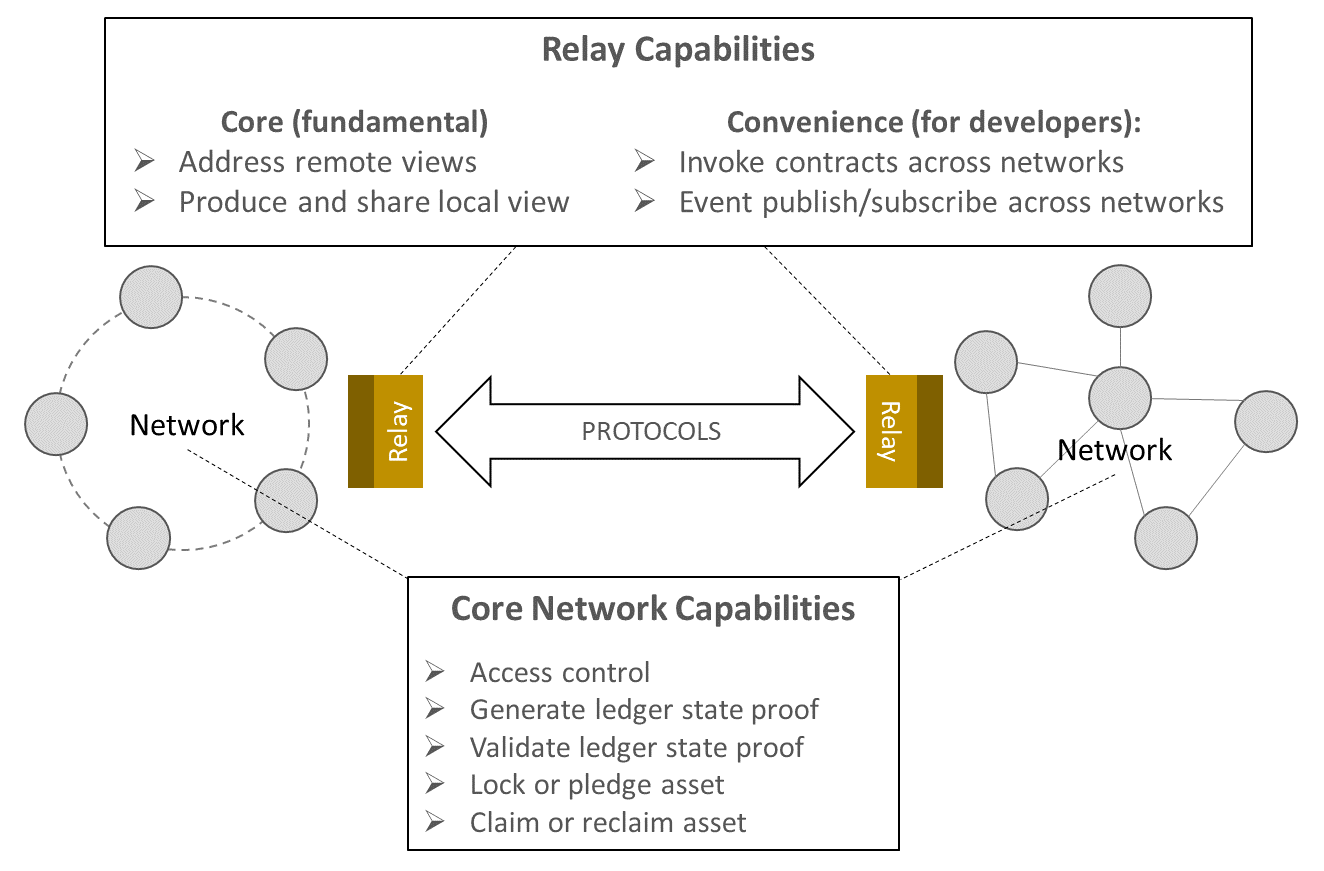 Relay Capabilities
Core (fundamental)
➢ Address remote views
➢ Produce and share local view
Convenience (for developers):
➢ Invoke contracts across networks
➢ Event publish/subscribe across networks
Network
Relay
PROTOCOLS
Relay
Network
Core Network Capabilities
➢ Access control
➢ Generate ledger state proof
➢ Validate ledger state proof
➢ Lock or pledge asset
➢ Claim or reclaim asset